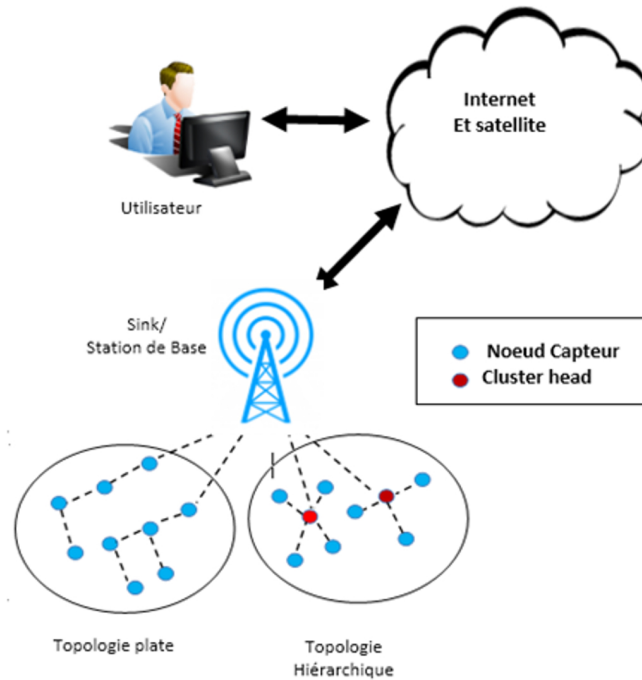 Internet
Et satellite
Utilisateur
Sink/
Station de Base
Noeud Capteur
Cluster head
Topologie plate
Topologie
Hiérarchique